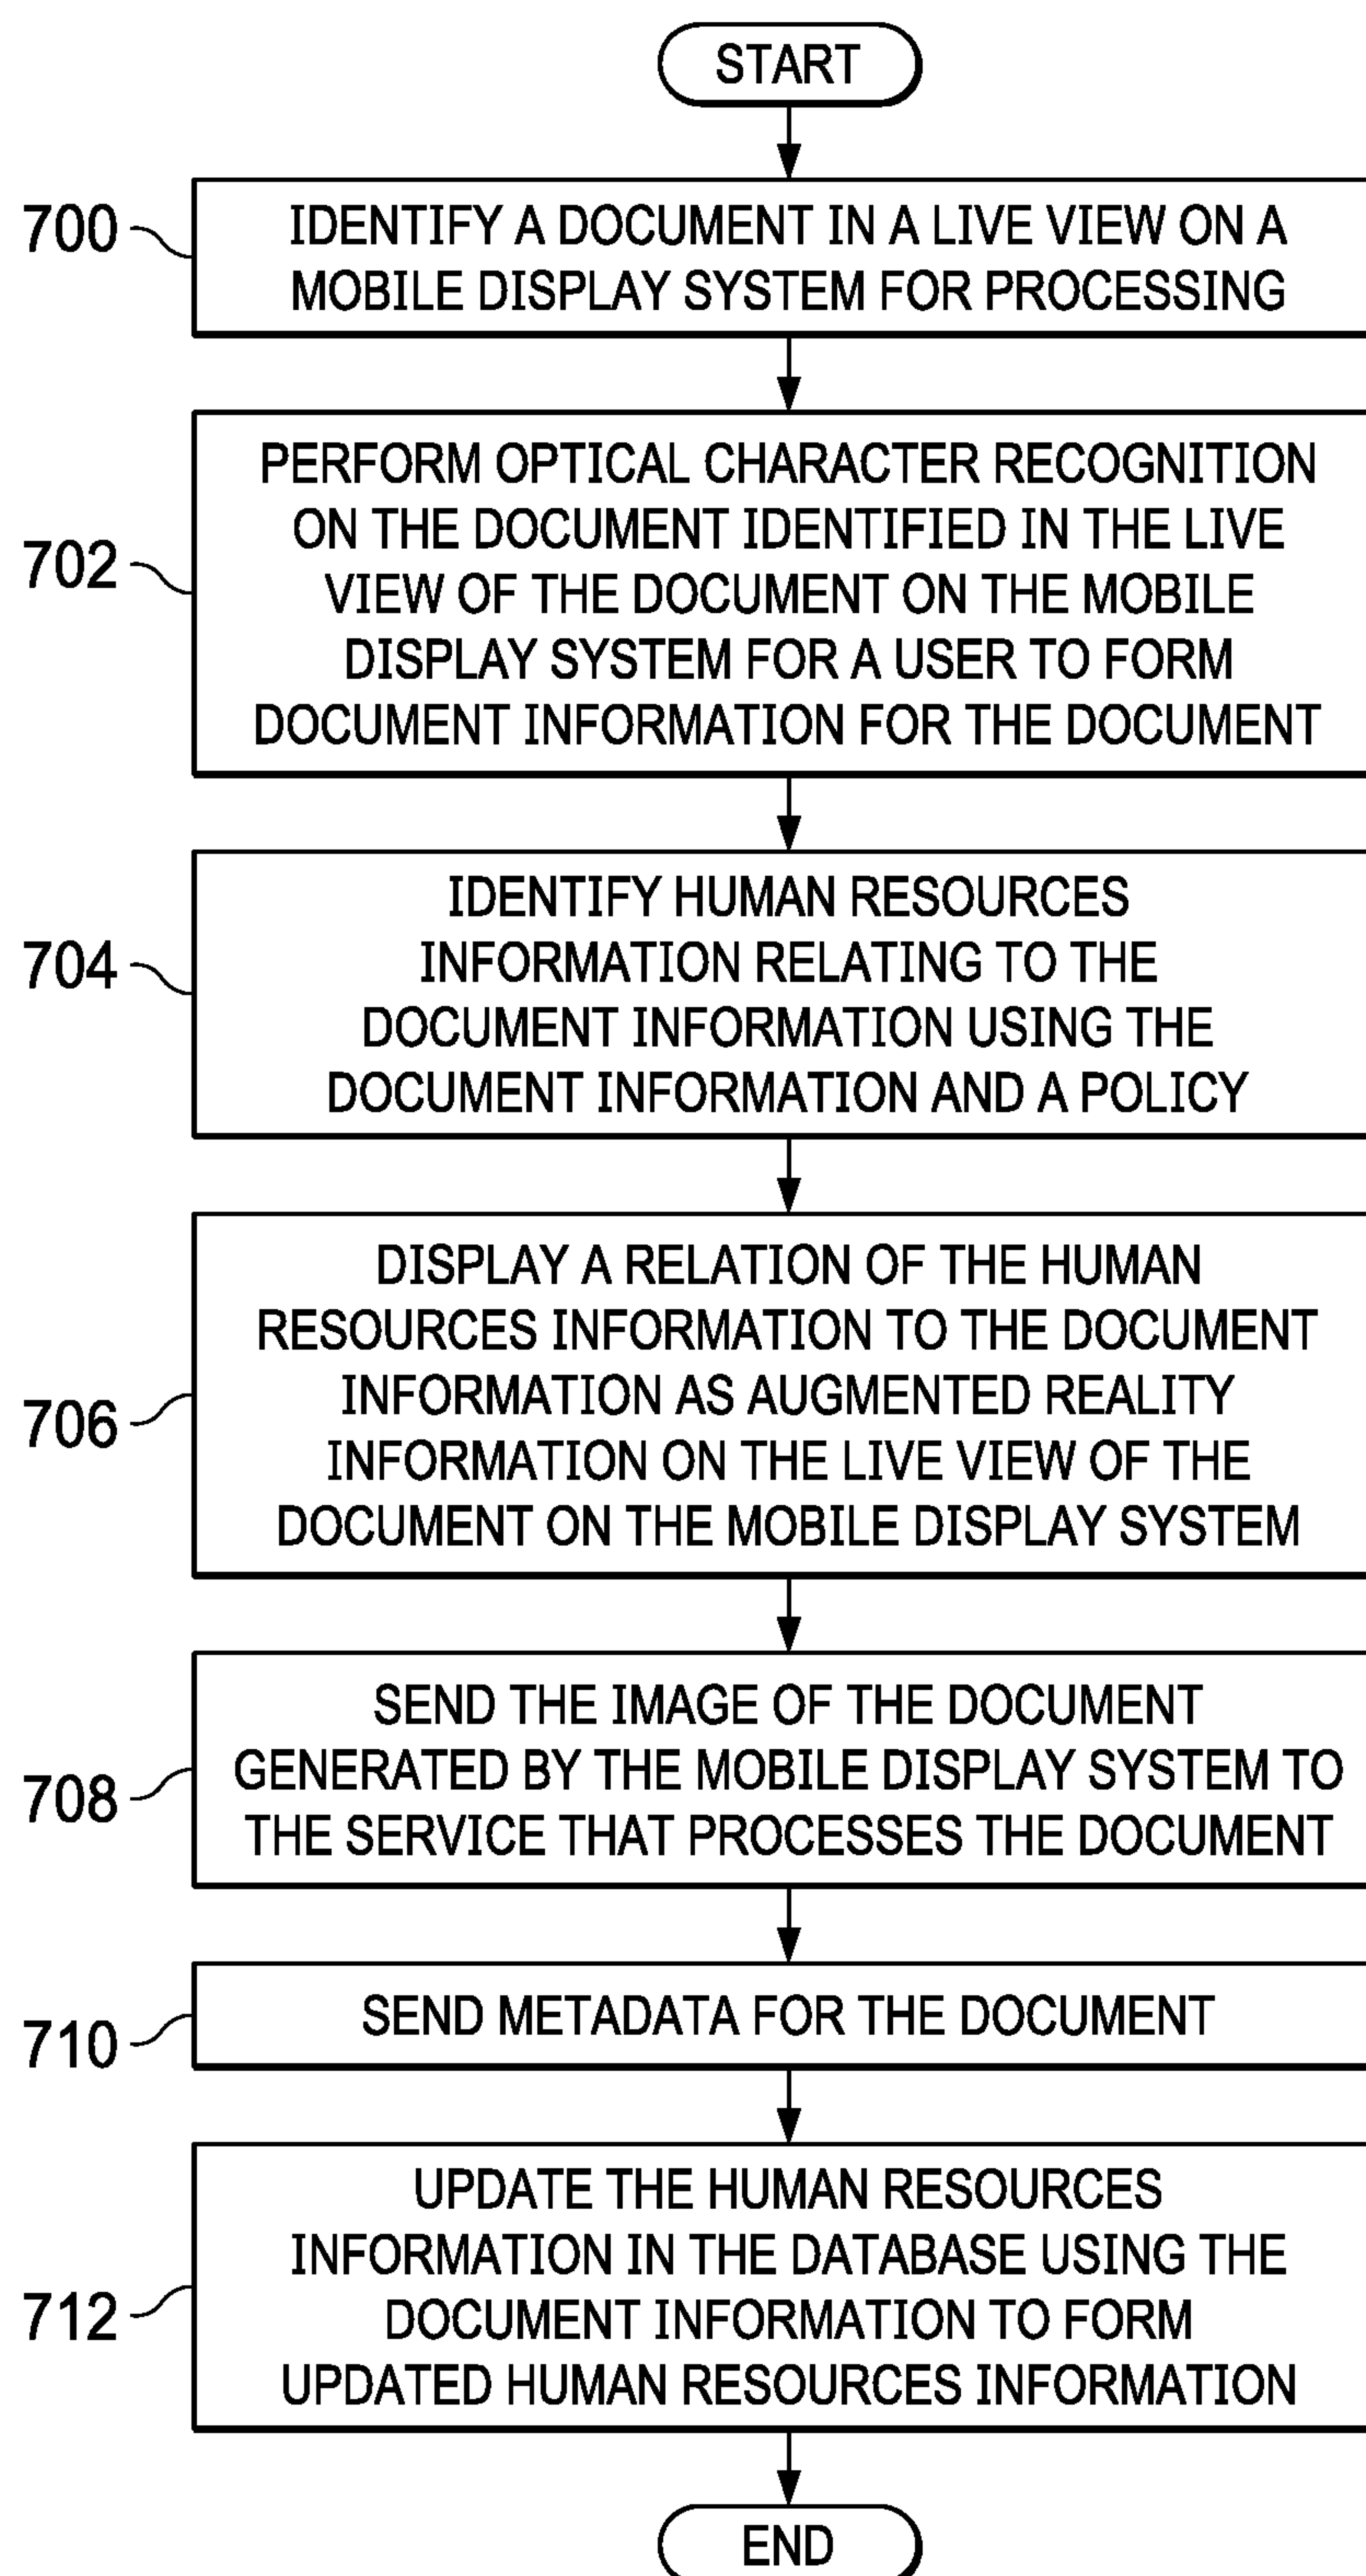 START
700
IDENTIFY A DOCUMENT IN A LIVE VIEW ON A
MOBILE DISPLAY SYSTEM FOR PROCESSING
702
PERFORM OPTICAL CHARACTER RECOGNITION
ON THE DOCUMENT IDENTIFIED IN THE LIVE
VIEW OF THE DOCUMENT ON THE MOBILE
DISPLAY SYSTEM FOR A USER TO FORM
DOCUMENT INFORMATION FOR THE DOCUMENT
704
IDENTIFY HUMAN RESOURCES
INFORMATION RELATING TO THE
DOCUMENT INFORMATION USING THE
DOCUMENT INFORMATION AND A POLICY
706
DISPLAY A RELATION OF THE HUMAN
RESOURCES INFORMATION TO THE DOCUMENT
INFORMATION AS AUGMENTED REALITY
INFORMATION ON THE LIVE VIEW OF THE
DOCUMENT ON THE MOBILE DISPLAY SYSTEM
708
SEND THE IMAGE OF THE DOCUMENT
GENERATED BY THE MOBILE DISPLAY SYSTEM TO
THE SERVICE THAT PROCESSES THE DOCUMENT
710
SEND METADATA FOR THE DOCUMENT
712
UPDATE THE HUMAN RESOURCES
INFORMATION IN THE DATABASE USING THE
DOCUMENT INFORMATION TO FORM
UPDATED HUMAN RESOURCES INFORMATION
END